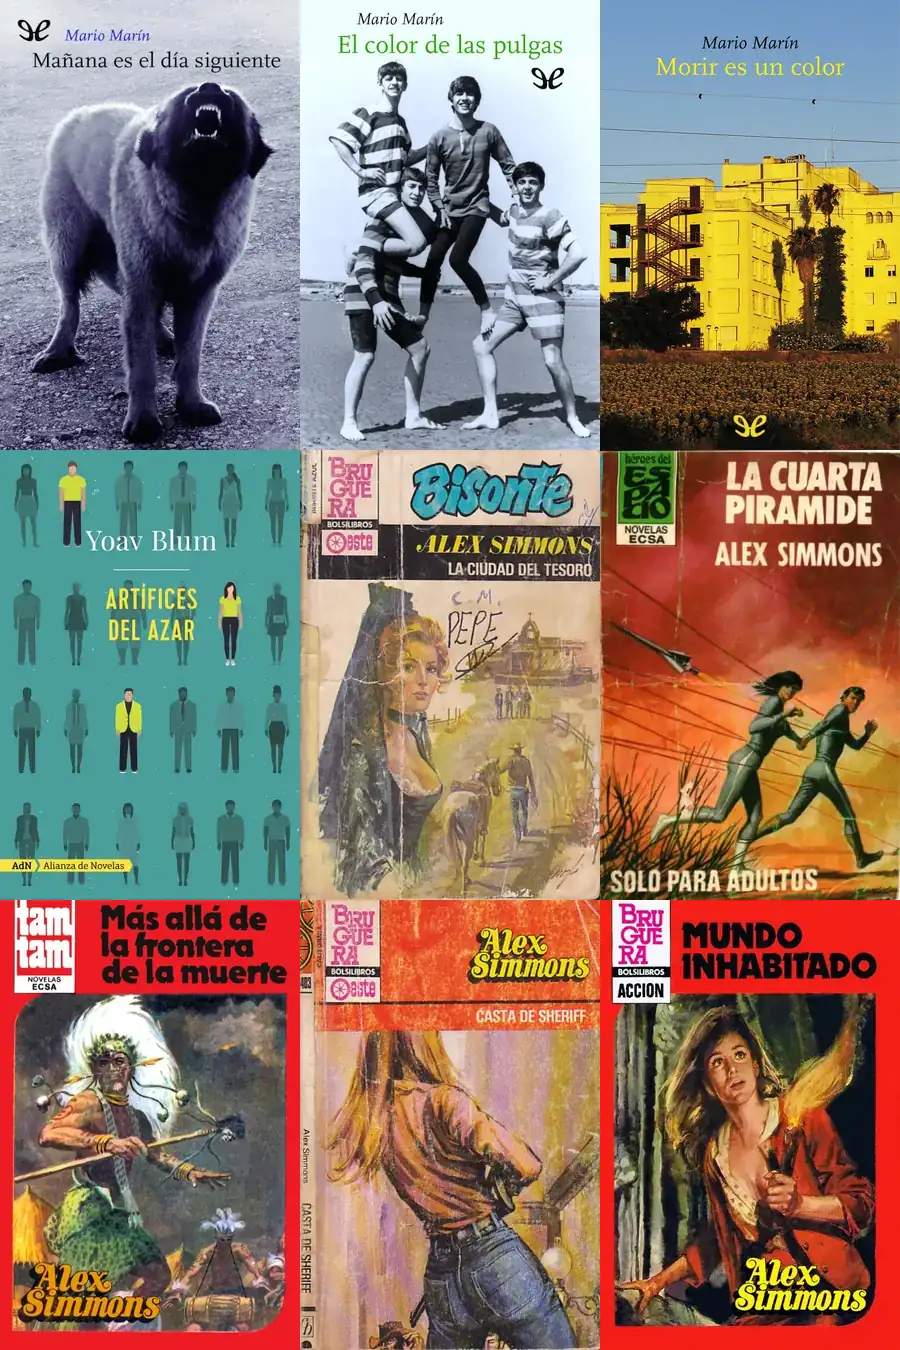 Mario Marín
Mañana es el día siguiente
Mario Marín
El color de las pulgas
Mario Marín
Morir es un color
Yoav Blum
ARTÍFICES
DEL AZAR
AdN
Alianza de Novelas
BRU
GUE
RA
BOLSILIBROS
Oeste
Bisonte
ALEX SIMMONS
LA CIUDAD DEL TESORO
C.M.
PEPE
héroes del
ESPACIO
NOVELAS
ECSA
LA CUARTA
PIRAMIDE
ALEX SIMMONS
SOLO PARA ADULTOS
tam
tam
NOVELAS
ECSA
Más allá de
la frontera
de la muerte
Alex
Simmons
BRU
GUE
RA
BOLSILIBROS
Oeste
Alex
Simmons
CASTA DE SHERIFF
Alex Simmons
CASTA DE SHERIFF
BRU
GUE
RA
BOLSILIBROS
ACCION
MUNDO
INHABITADO
Alex
Simmons